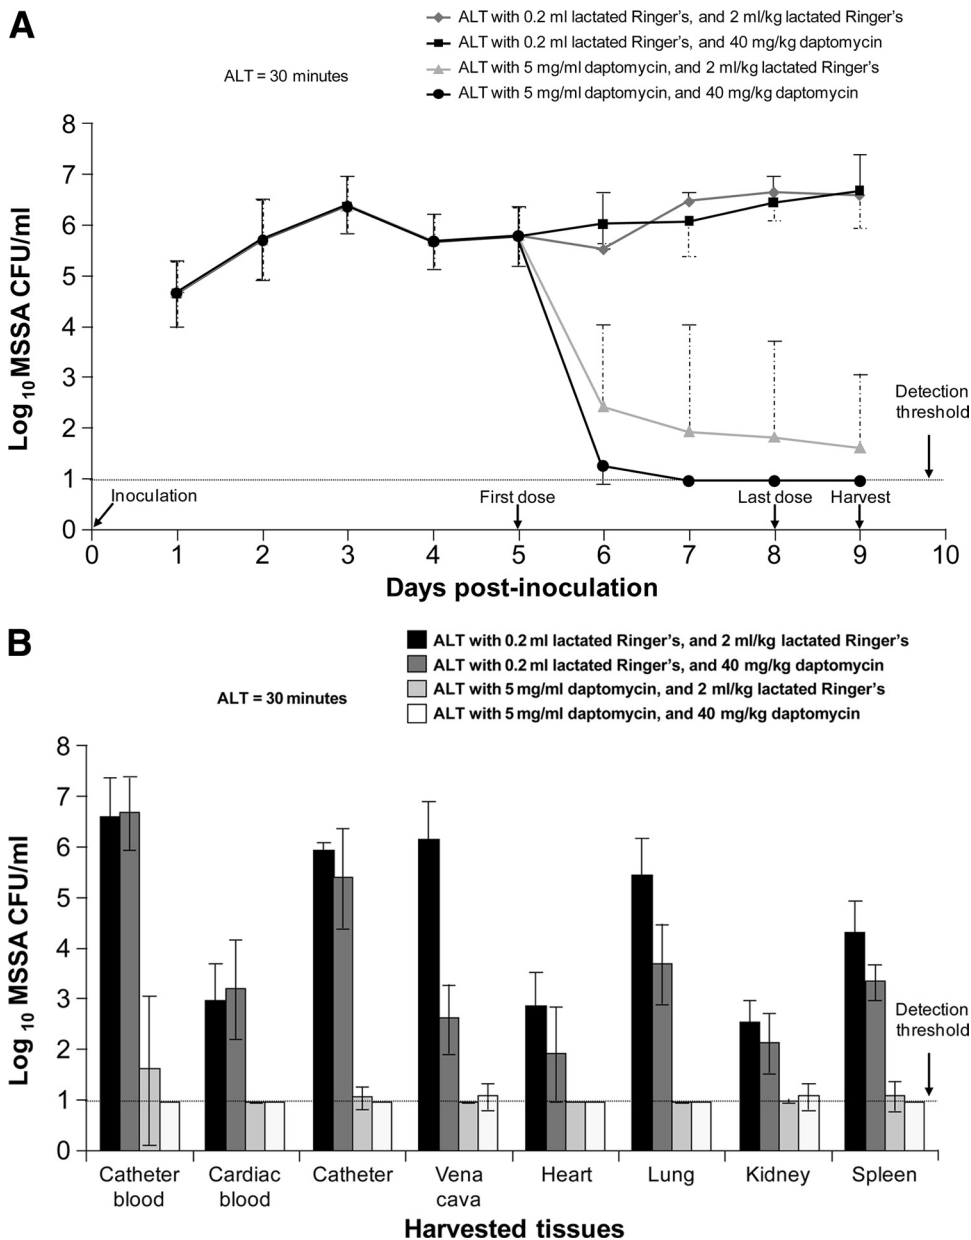 A
ALT with 0.2 ml lactated Ringer's, and 2 ml/kg lactated Ringer's
ALT with 0.2 ml lactated Ringer's, and 40 mg/kg daptomycin
ALT with 5 mg/ml daptomycin, and 2 ml/kg lactated Ringer's
ALT with 5 mg/ml daptomycin, and 40 mg/kg daptomycin
ALT = 30 minutes
Log10 MSSA CFU/ml
8
7
6
5
4
3
2
1
0
Detection
threshold
Inoculation
First dose
Last dose
Harvest
0 1 2 3 4 5 6 7 8 9 10
Days post-inoculation
B
ALT with 0.2 ml lactated Ringer's, and 2 ml/kg lactated Ringer's
ALT with 0.2 ml lactated Ringer's, and 40 mg/kg daptomycin
ALT with 5 mg/ml daptomycin, and 2 ml/kg lactated Ringer's
ALT with 5 mg/ml daptomycin, and 40 mg/kg daptomycin
ALT = 30 minutes
Log 10 MSSA CFU/ml
8
7
6
5
4
3
2
1
0
Detection
threshold
Catheter blood
Cardiac blood
Catheter
Vena cava
Heart
Lung
Kidney
Spleen
Harvested tissues